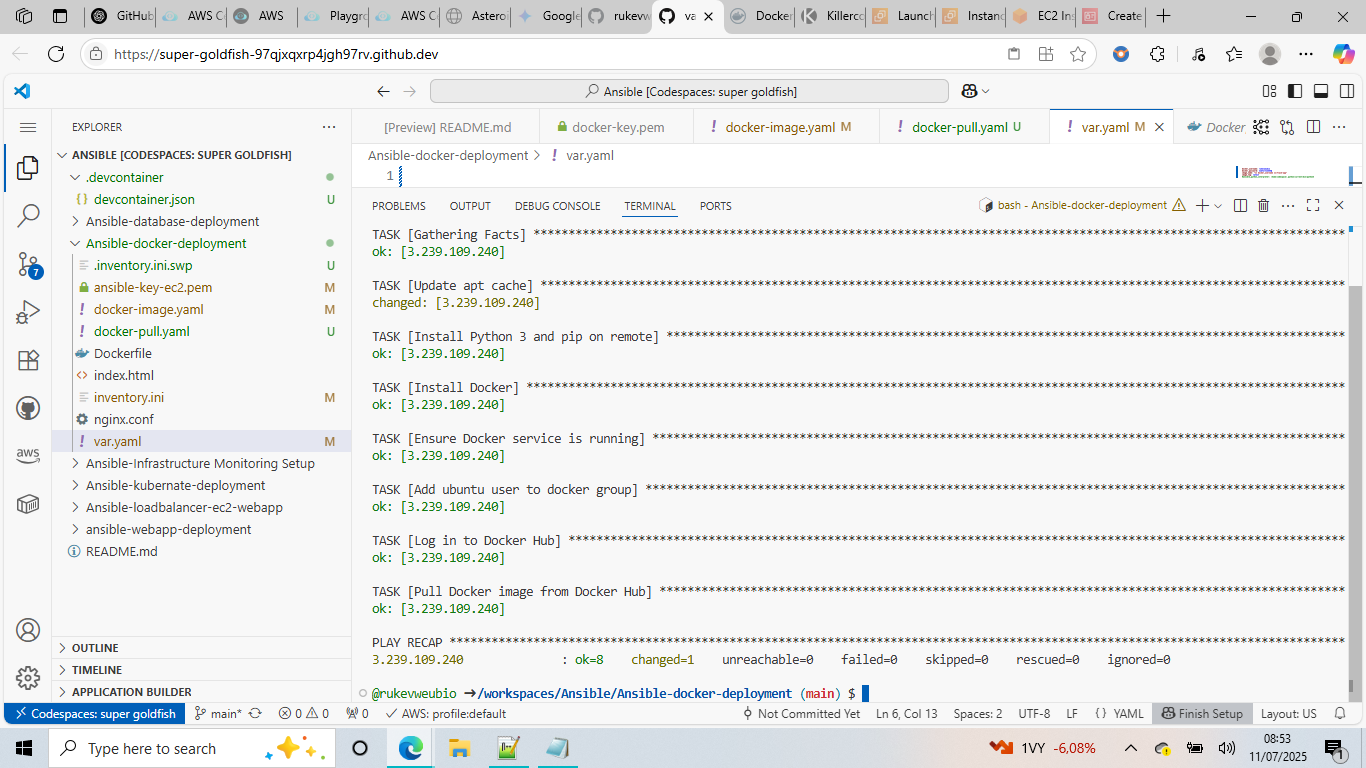 GitHub
AWS Co
AWS
Playgro
AWS Co
Asteroi
Google
rukevw
va
Docker
Killerco
Launch
Instanc
EC2 Ins
Create
https://super-goldfish-97qjxqxrp4jgh97rv.github.dev
Ansible [Codespaces: super goldfish]
EXPLORER
[Preview] README.md
docker-key.pem
docker-image.yaml M
docker-pull.yaml U
var.yaml M
Docker
ANSIBLE [CODESPACES: SUPER GOLDFISH]
.devcontainer
devcontainer.json U
Ansible-database-deployment
Ansible-docker-deployment
.inventory.ini.swp U
ansible-key-ec2.pem M
docker-image.yaml M
docker-pull.yaml U
Dockerfile
index.html
inventory.ini M
nginx.conf
var.yaml M
Ansible-Infrastructure Monitoring Setup
Ansible-kubernate-deployment
Ansible-loadbalancer-ec2-webapp
ansible-webapp-deployment
README.md
OUTLINE
TIMELINE
APPLICATION BUILDER
7
aws
Ansible-docker-deployment > ! var.yaml
1
PROBLEMS OUTPUT DEBUG CONSOLE TERMINAL PORTS
bash - Ansible-docker-deployment
TASK [Gathering Facts] ********************************************************************************************************************
ok: [3.239.109.240]
TASK [Update apt cache] *******************************************************************************************************************
changed: [3.239.109.240]
TASK [Install Python 3 and pip on remote] *************************************************************************************************
ok: [3.239.109.240]
TASK [Install Docker] *********************************************************************************************************************
ok: [3.239.109.240]
TASK [Ensure Docker service is running] ***************************************************************************************************
ok: [3.239.109.240]
TASK [Add ubuntu user to docker group] ****************************************************************************************************
ok: [3.239.109.240]
TASK [Log in to Docker Hub] ***************************************************************************************************************
ok: [3.239.109.240]
TASK [Pull Docker image from Docker Hub] **************************************************************************************************
ok: [3.239.109.240]
PLAY RECAP ********************************************************************************************************************************
3.239.109.240 : ok=8 changed=1 unreachable=0 failed=0 skipped=0 rescued=0 ignored=0
@rukevweubio ➜/workspaces/Ansible/Ansible-docker-deployment (main) $
Codespaces: super goldfish
main*
0
0
0
AWS: profile:default
Not Committed Yet
Ln 6, Col 13
Spaces: 2
UTF-8
LF
{} YAML
Finish Setup
Layout: US
Type here to search
1VY -6,08%
08:53
11/07/2025
1